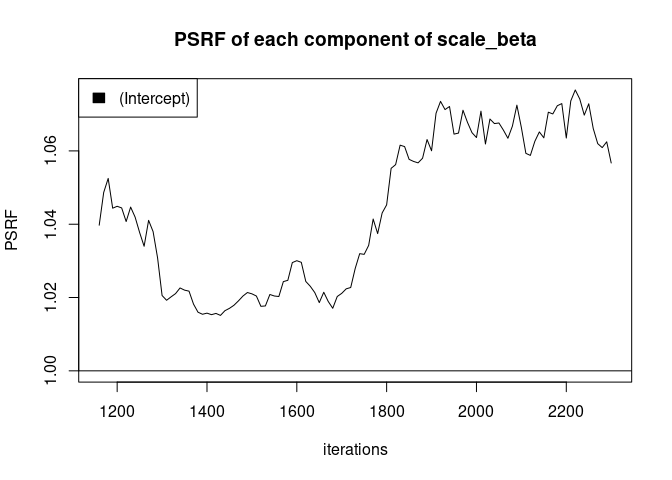 PSRF of each component of scale_beta
(Intercept)
PSRF
1.06
1.04
1.02
1.00
1200 1400 1600 1800 2000 2200
iterations